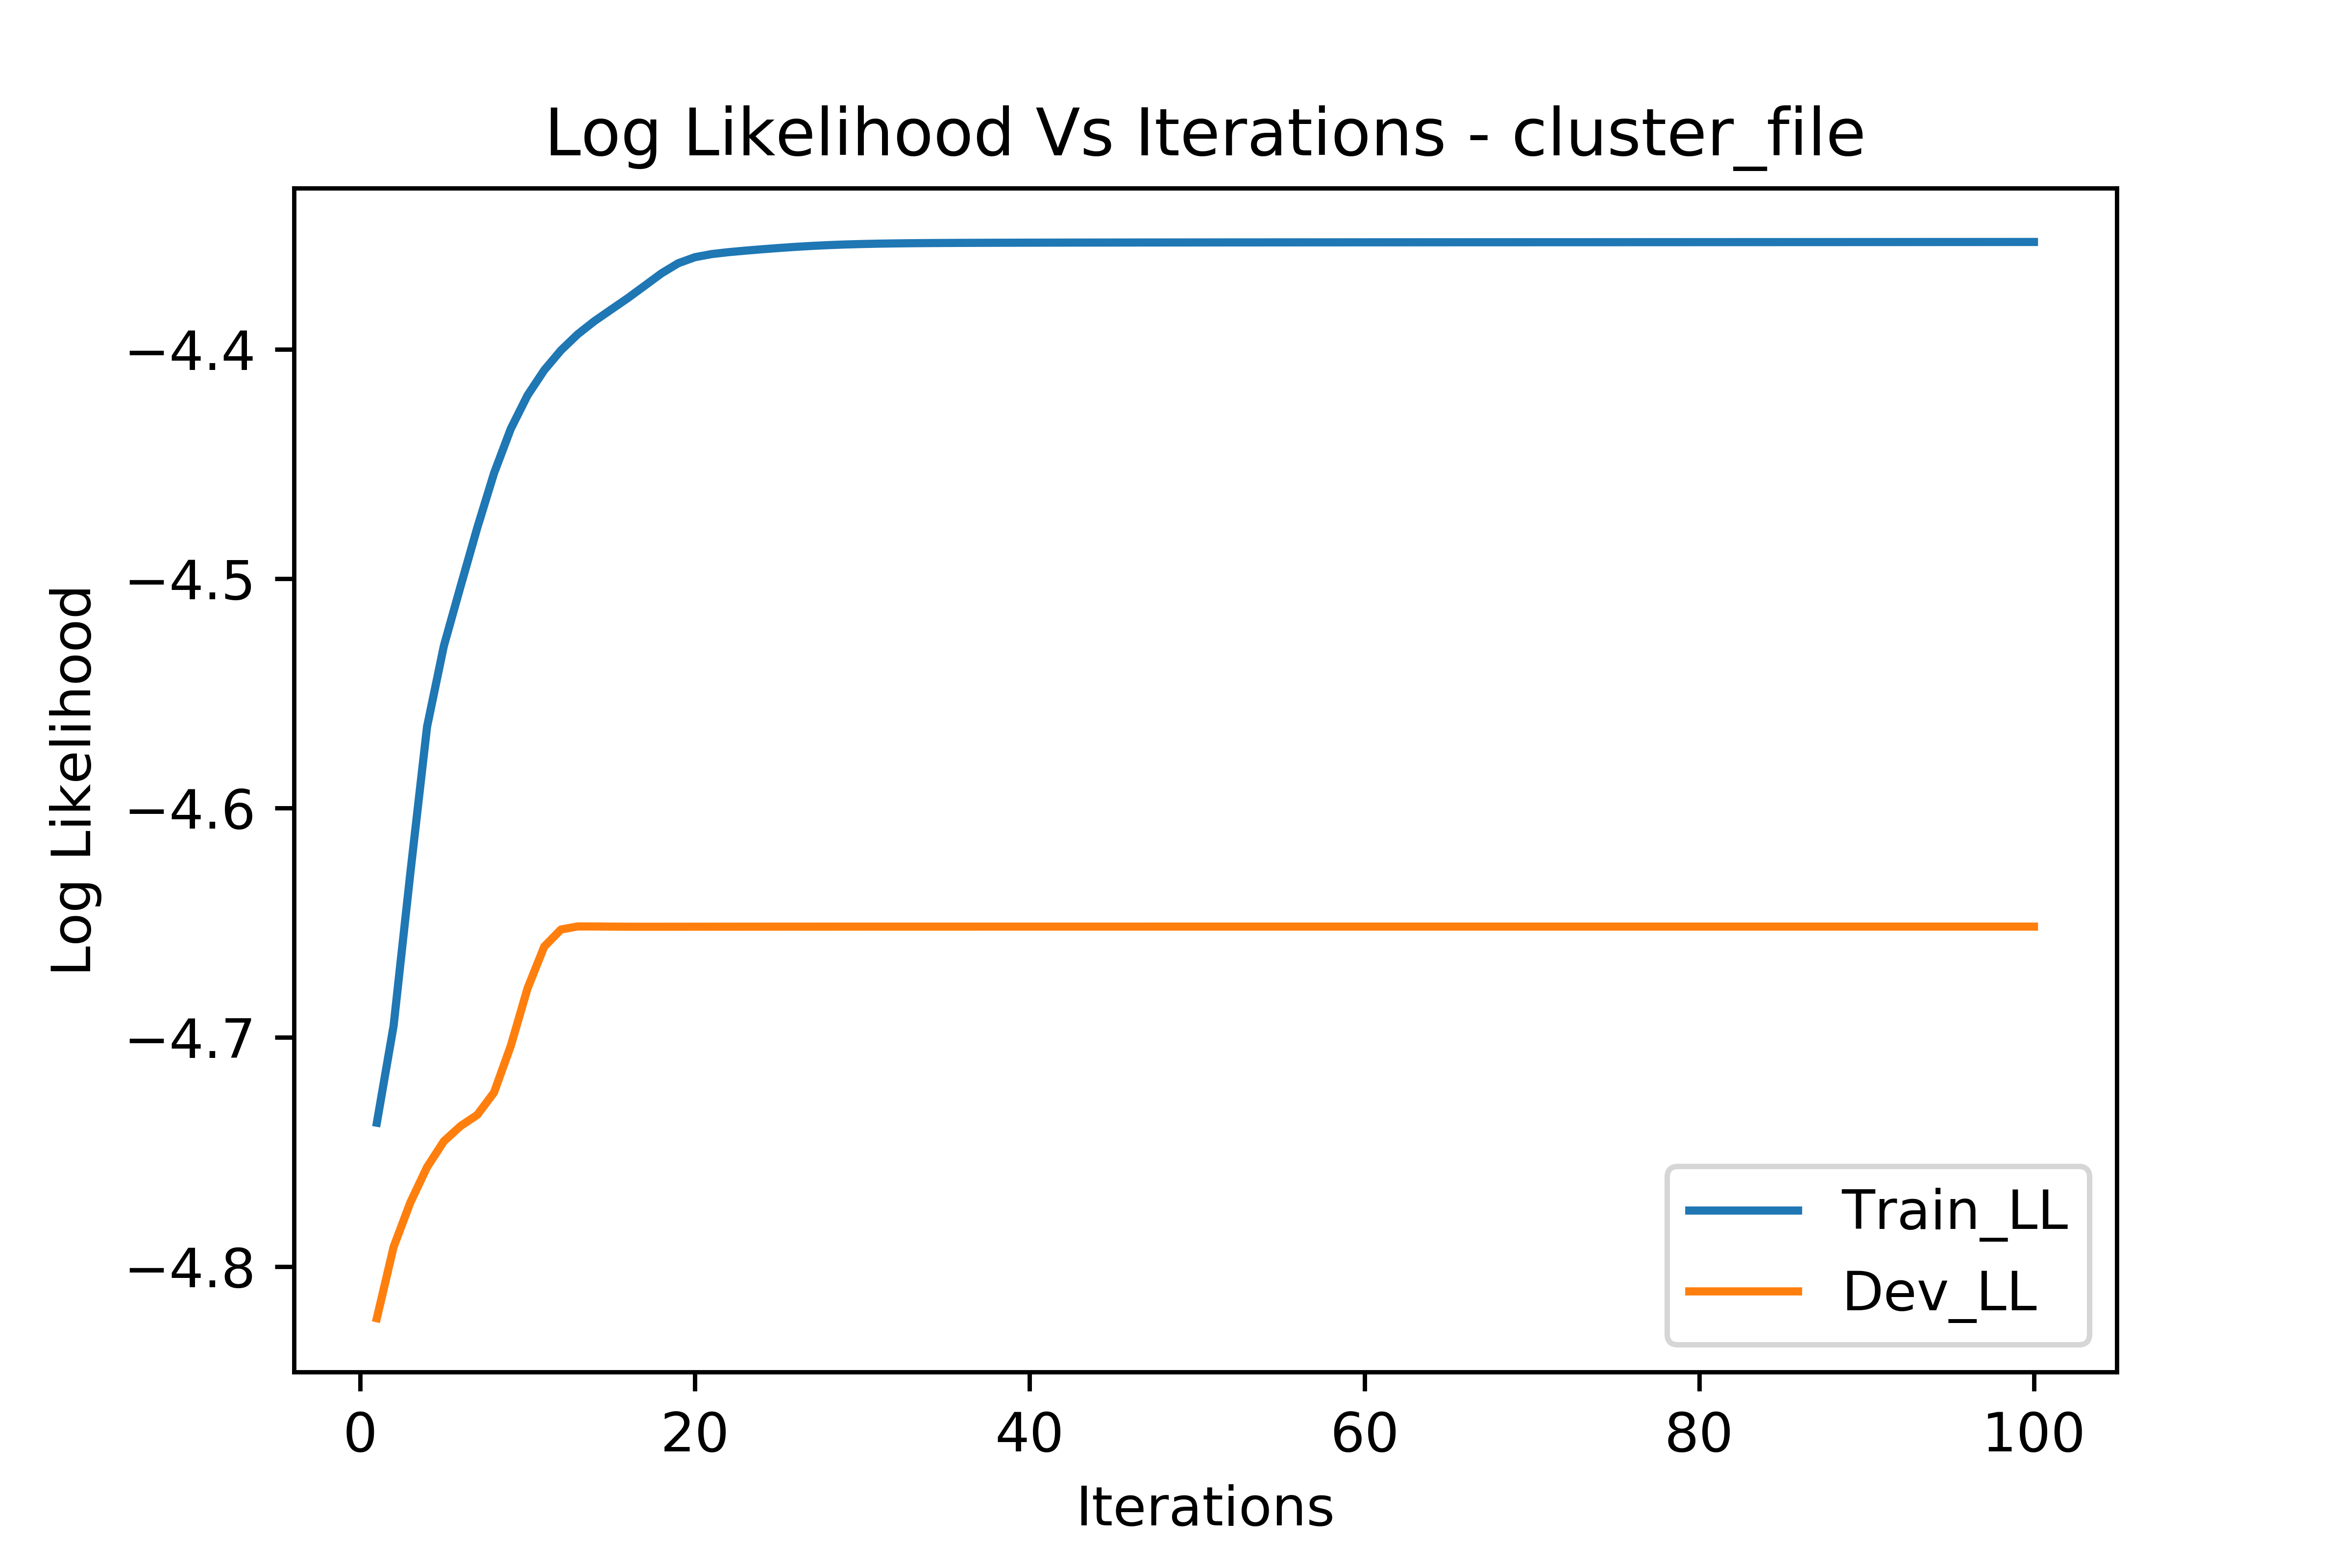 Log Likelihood Vs Iterations - cluster_file
Log Likelihood
−4.4
−4.5
−4.6
−4.7
−4.8
0 20 40 60 80 100
Iterations
Train_LL
Dev_LL